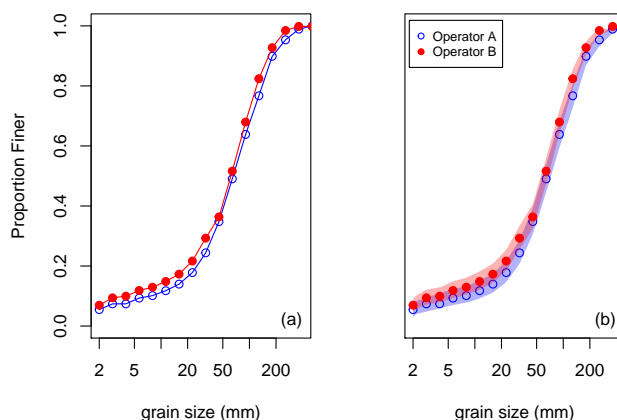 Proportion Finer
1.0
0.8
0.6
0.4
0.2
0.0
(a)
2 5 20 50 200
grain size (mm)
Operator A
Operator B
(b)
2 5 20 50 200
grain size (mm)